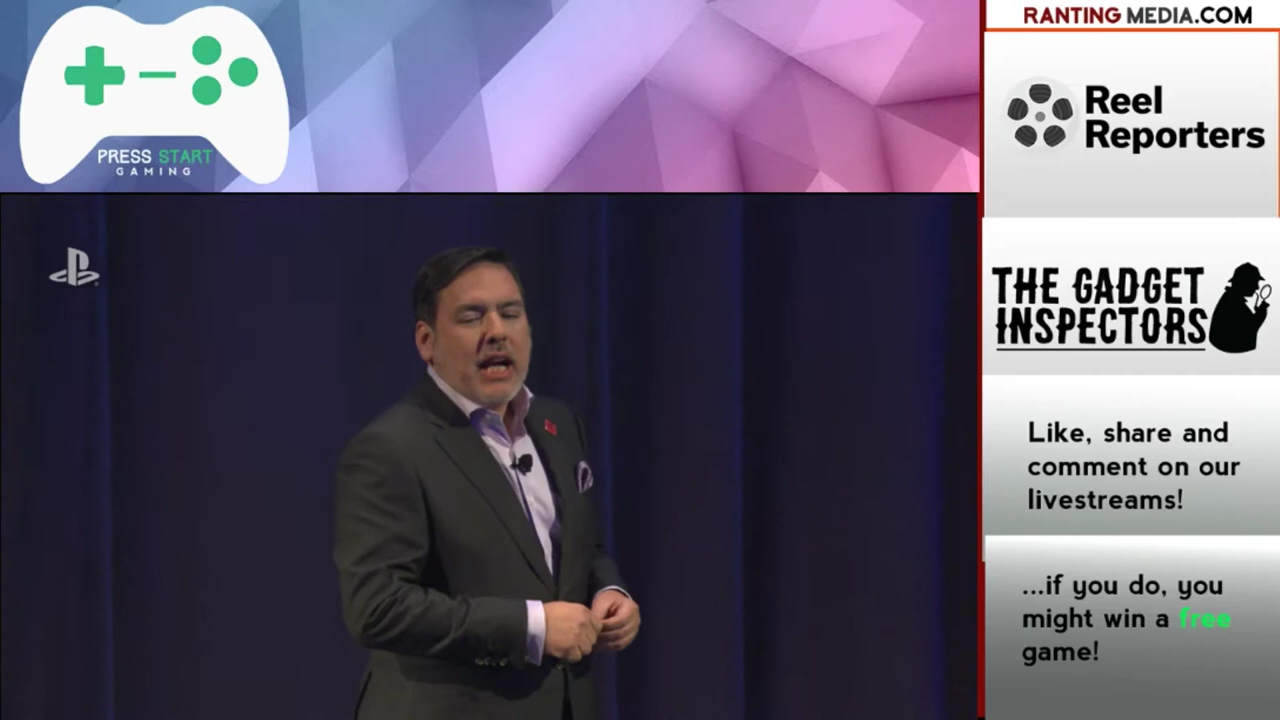 PRESS START
GAMING
RANTING MEDIA.COM
Reel
Reporters
THE GADGET
INSPECTORS
Like, share and
comment on our
livestreams!
...if you do, you
might win a free
game!